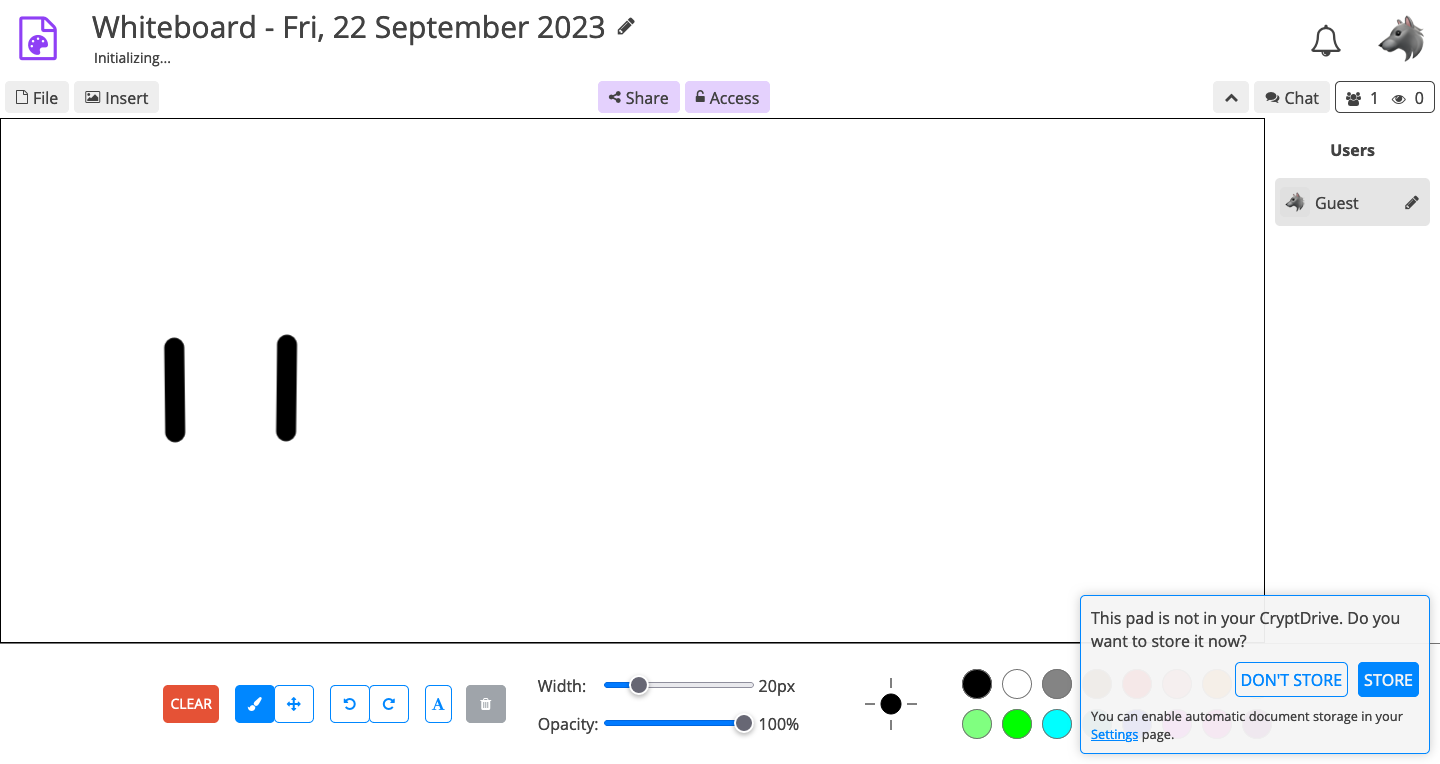 Whiteboard - Fri, 22 September 2023
Initializing...
File Insert Share Access Chat 1 0
Users
Guest
This pad is not in your CryptDrive. Do you
want to store it now?
DON'T STORE STORE
You can enable automatic document storage in your
Settings page.
CLEAR A
Width: 20px
Opacity: 100%